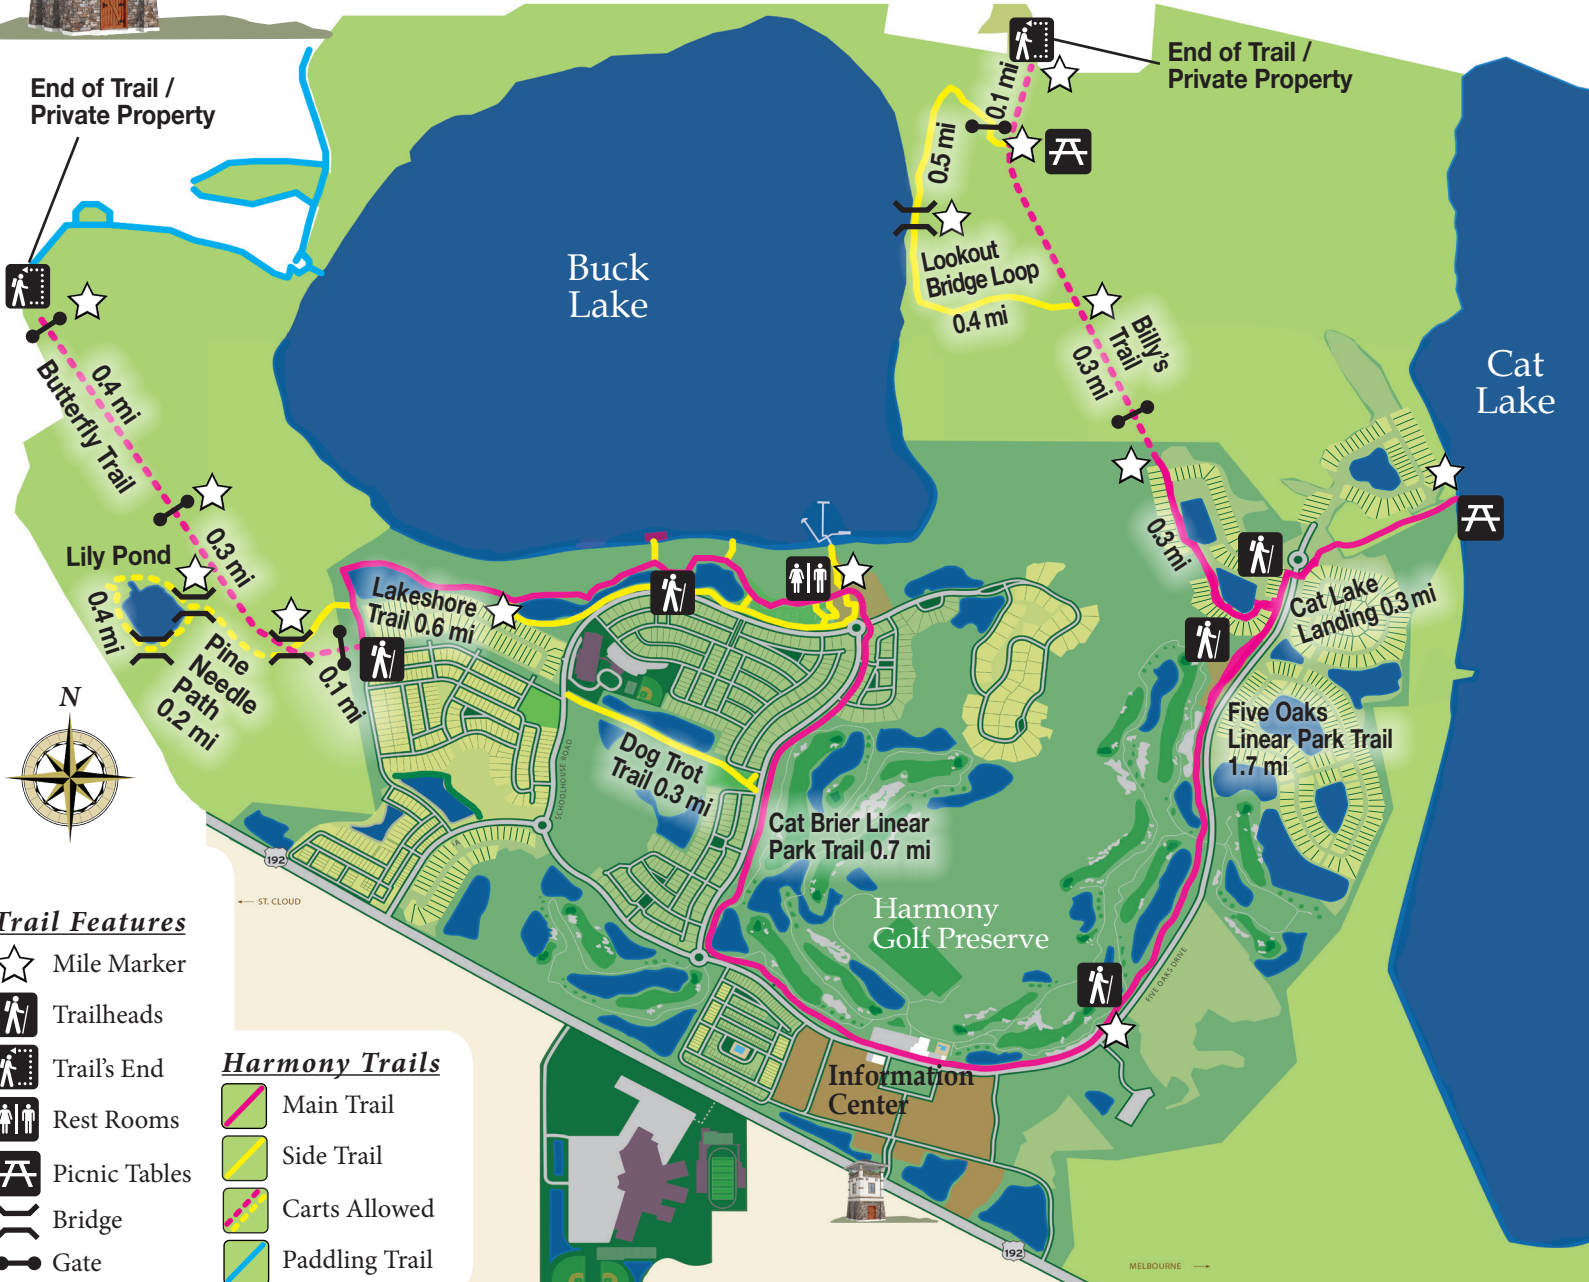 End of Trail /
Private Property
End of Trail /
Private Property
0.1 mi
0.5 mi
Lookout
Bridge Loop
0.4 mi
Buck
Lake
Billy's
Trail
0.3 mi
Cat
Lake
0.4 mi
Butterfly Trail
0.3 mi
Lily Pond
0.4 mi
Pine
Needle
Path
0.2 mi
0.1 mi
Lakeshore
Trail 0.6 mi
0.3 mi
Cat Lake
Landing 0.3 mi
N
Five Oaks
Linear Park Trail
1.7 mi
Dog Trot
Trail 0.3 mi
SCHOOLHOUSE ROAD
Cat Brier Linear
Park Trail 0.7 mi
192
ST. CLOUD
Harmony
Golf Preserve
FIVE OAKS DRIVE
Information
Center
Trail Features
Mile Marker
Trailheads
Trail's End
Rest Rooms
Picnic Tables
Bridge
Gate
Harmony Trails
Main Trail
Side Trail
Carts Allowed
Paddling Trail
192
MELBOURNE